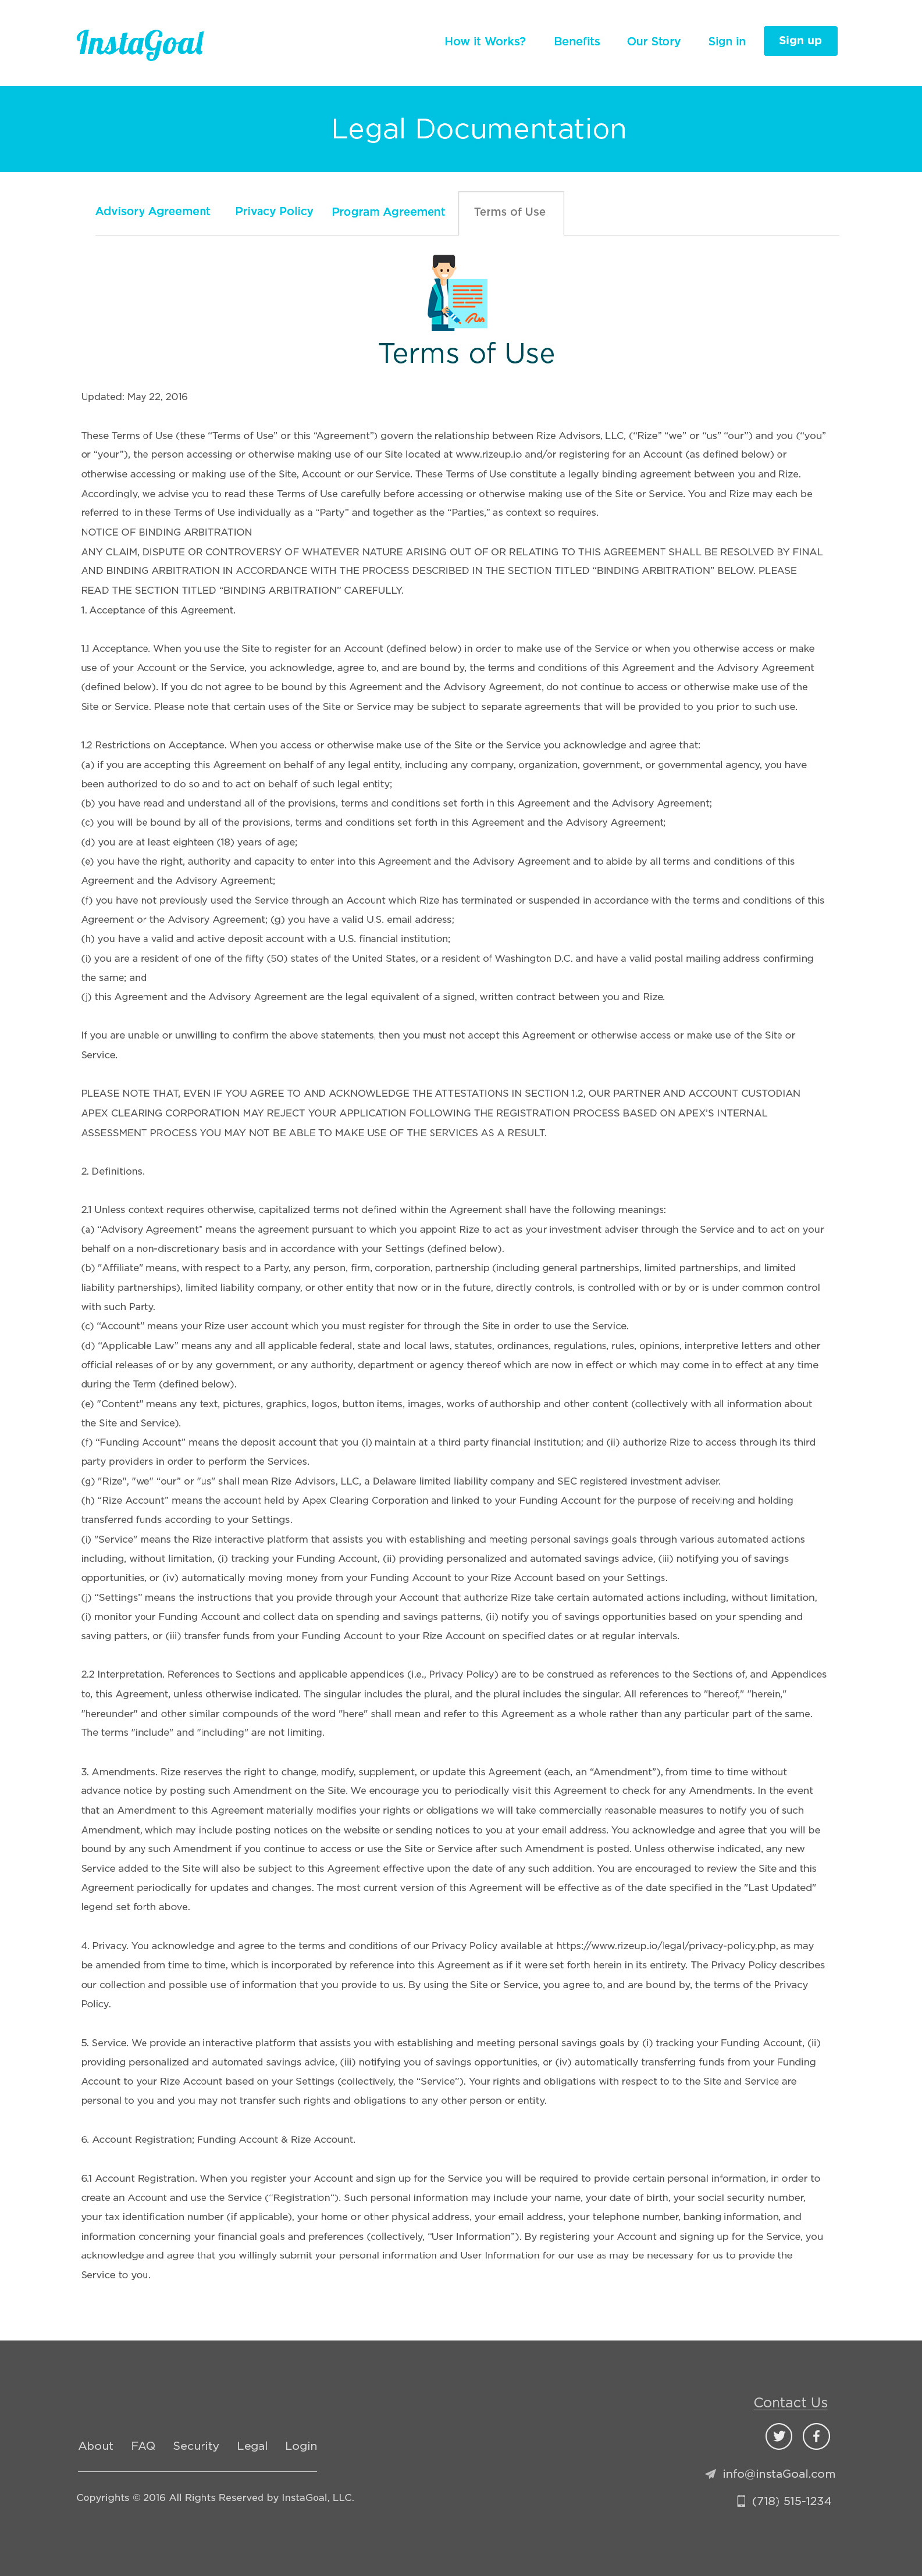 InstaGoal
How it Works? Benefits Our Story Sign in Sign up
Legal Documentation
Advisory Agreement Privacy Policy Program Agreement Terms of Use
Terms of Use
Updated: May 22, 2016
These Terms of Use (these “Terms of Use” or this “Agreement”) govern the relationship between Rize Advisors, LLC, (“Rize” “we” or “us” “our”) and you (“you”
or “your”), the person accessing or otherwise making use of our Site located at www.rizeup.io and/or registering for an Account (as defined below) or
otherwise accessing or making use of the Site, Account or our Service. These Terms of Use constitute a legally binding agreement between you and Rize.
Accordingly, we advise you to read these Terms of Use carefully before accessing or otherwise making use of the Site or Service. You and Rize may each be
referred to in these Terms of Use individually as a “Party” and together as the “Parties,” as context so requires.
NOTICE OF BINDING ARBITRATION
ANY CLAIM, DISPUTE OR CONTROVERSY OF WHATEVER NATURE ARISING OUT OF OR RELATING TO THIS AGREEMENT SHALL BE RESOLVED BY FINAL
AND BINDING ARBITRATION IN ACCORDANCE WITH THE PROCESS DESCRIBED IN THE SECTION TITLED “BINDING ARBITRATION” BELOW. PLEASE
READ THE SECTION TITLED “BINDING ARBITRATION” CAREFULLY.
1. Acceptance of this Agreement.
1.1 Acceptance. When you use the Site to register for an Account (defined below) in order to make use of the Service or when you otherwise access or make
use of your Account or the Service, you acknowledge, agree to, and are bound by, the terms and conditions of this Agreement and the Advisory Agreement
(defined below). If you do not agree to be bound by this Agreement and the Advisory Agreement, do not continue to access or otherwise make use of the
Site or Service. Please note that certain uses of the Site or Service may be subject to separate agreements that will be provided to you prior to such use.
1.2 Restrictions on Acceptance. When you access or otherwise make use of the Site or the Service you acknowledge and agree that:
(a) if you are accepting this Agreement on behalf of any legal entity, including any company, organization, government, or governmental agency, you have
been authorized to do so and to act on behalf of such legal entity;
(b) you have read and understand all of the provisions, terms and conditions set forth in this Agreement and the Advisory Agreement;
(c) you will be bound by all of the provisions, terms and conditions set forth in this Agreement and the Advisory Agreement;
(d) you are at least eighteen (18) years of age;
(e) you have the right, authority and capacity to enter into this Agreement and the Advisory Agreement and to abide by all terms and conditions of this
Agreement and the Advisory Agreement;
(f) you have not previously used the Service through an Account which Rize has terminated or suspended in accordance with the terms and conditions of this
Agreement or the Advisory Agreement; (g) you have a valid U.S. email address;
(h) you have a valid and active deposit account with a U.S. financial institution;
(i) you are a resident of one of the fifty (50) states of the United States, or a resident of Washington D.C. and have a valid postal mailing address confirming
the same; and
(j) this Agreement and the Advisory Agreement are the legal equivalent of a signed, written contract between you and Rize.
If you are unable or unwilling to confirm the above statements, then you must not accept this Agreement or otherwise access or make use of the Site or
Service.
PLEASE NOTE THAT, EVEN IF YOU AGREE TO AND ACKNOWLEDGE THE ATTESTATIONS IN SECTION 1.2, OUR PARTNER AND ACCOUNT CUSTODIAN
APEX CLEARING CORPORATION MAY REJECT YOUR APPLICATION FOLLOWING THE REGISTRATION PROCESS BASED ON APEX'S INTERNAL
ASSESSMENT PROCESS YOU MAY NOT BE ABLE TO MAKE USE OF THE SERVICES AS A RESULT.
2. Definitions.
2.1 Unless context requires otherwise, capitalized terms not defined within the Agreement shall have the following meanings:
(a) “Advisory Agreement” means the agreement pursuant to which you appoint Rize to act as your investment adviser through the Service and to act on your
behalf on a non-discretionary basis and in accordance with your Settings (defined below).
(b) "Affiliate" means, with respect to a Party, any person, firm, corporation, partnership (including general partnerships, limited partnerships, and limited
liability partnerships), limited liability company, or other entity that now or in the future, directly controls, is controlled with or by or is under common control
with such Party.
(c) “Account” means your Rize user account which you must register for through the Site in order to use the Service.
(d) “Applicable Law” means any and all applicable federal, state and local laws, statutes, ordinances, regulations, rules, opinions, interpretive letters and other
official releases of or by any government, or any authority, department or agency thereof which are now in effect or which may come in to effect at any time
during the Term (defined below).
(e) "Content" means any text, pictures, graphics, logos, button items, images, works of authorship and other content (collectively with all information about
the Site and Service).
(f) “Funding Account” means the deposit account that you (i) maintain at a third party financial institution; and (ii) authorize Rize to access through its third
party providers in order to perform the Services.
(g) "Rize", "we" “our” or "us" shall mean Rize Advisors, LLC, a Delaware limited liability company and SEC registered investment adviser.
(h) “Rize Account” means the account held by Apex Clearing Corporation and linked to your Funding Account for the purpose of receiving and holding
transferred funds according to your Settings.
(i) "Service" means the Rize interactive platform that assists you with establishing and meeting personal savings goals through various automated actions
including, without limitation, (i) tracking your Funding Account, (ii) providing personalized and automated savings advice, (iii) notifying you of savings
opportunities, or (iv) automatically moving money from your Funding Account to your Rize Account based on your Settings.
(j) “Settings” means the instructions that you provide through your Account that authorize Rize take certain automated actions including, without limitation,
(i) monitor your Funding Account and collect data on spending and savings patterns, (ii) notify you of savings opportunities based on your spending and
saving patters, or (iii) transfer funds from your Funding Account to your Rize Account on specified dates or at regular intervals.
2.2 Interpretation. References to Sections and applicable appendices (i.e., Privacy Policy) are to be construed as references to the Sections of, and Appendices
to, this Agreement, unless otherwise indicated. The singular includes the plural, and the plural includes the singular. All references to "hereof," "herein,"
"hereunder" and other similar compounds of the word "here" shall mean and refer to this Agreement as a whole rather than any particular part of the same.
The terms "include" and "including" are not limiting.
3. Amendments. Rize reserves the right to change, modify, supplement, or update this Agreement (each, an “Amendment”), from time to time without
advance notice by posting such Amendment on the Site. We encourage you to periodically visit this Agreement to check for any Amendments. In the event
that an Amendment to this Agreement materially modifies your rights or obligations we will take commercially reasonable measures to notify you of such
Amendment, which may include posting notices on the website or sending notices to you at your email address. You acknowledge and agree that you will be
bound by any such Amendment if you continue to access or use the Site or Service after such Amendment is posted. Unless otherwise indicated, any new
Service added to the Site will also be subject to this Agreement effective upon the date of any such addition. You are encouraged to review the Site and this
Agreement periodically for updates and changes. The most current version of this Agreement will be effective as of the date specified in the "Last Updated"
legend set forth above.
4. Privacy. You acknowledge and agree to the terms and conditions of our Privacy Policy available at https://www.rizeup.io/legal/privacy-policy.php, as may
be amended from time to time, which is incorporated by reference into this Agreement as if it were set forth herein in its entirety. The Privacy Policy describes
our collection and possible use of information that you provide to us. By using the Site or Service, you agree to, and are bound by, the terms of the Privacy
Policy.
5. Service. We provide an interactive platform that assists you with establishing and meeting personal savings goals by (i) tracking your Funding Account, (ii)
providing personalized and automated savings advice, (iii) notifying you of savings opportunities, or (iv) automatically transferring funds from your Funding
Account to your Rize Account based on your Settings (collectively, the “Service”). Your rights and obligations with respect to to the Site and Service are
personal to you and you may not transfer such rights and obligations to any other person or entity.
6. Account Registration; Funding Account & Rize Account.
6.1 Account Registration. When you register your Account and sign up for the Service you will be required to provide certain personal information, in order to
create an Account and use the Service (“Registration”). Such personal information may include your name, your date of birth, your social security number,
your tax identification number (if applicable), your home or other physical address, your email address, your telephone number, banking information, and
information concerning your financial goals and preferences (collectively, “User Information”). By registering your Account and signing up for the Service, you
acknowledge and agree that you willingly submit your personal information and User Information for our use as may be necessary for us to provide the
Service to you.
Contact Us
About FAQ Security Legal Login
info@instaGoal.com
Copyrights © 2016 All Rights Reserved by InstaGoal, LLC.
(718) 515-1234